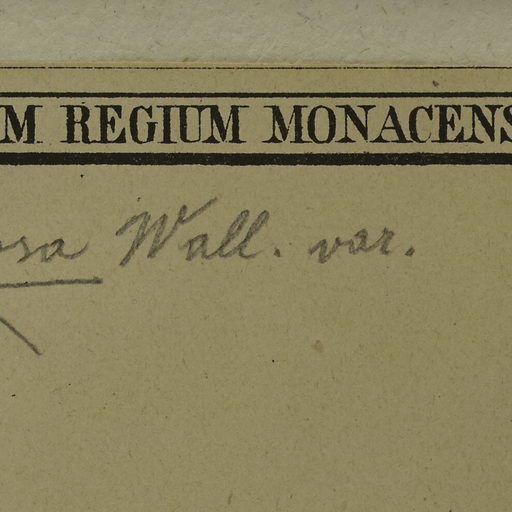 M REGIUM MONACENS
osa Wall. var.